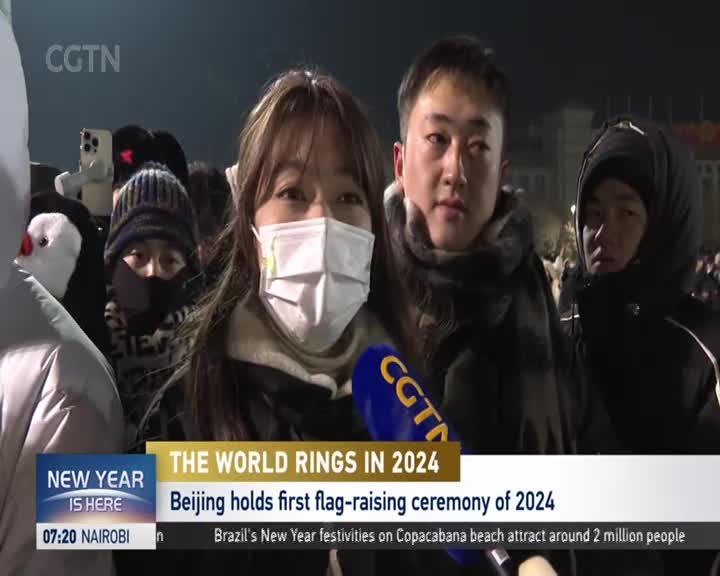 CGTN
CGTN
THE WORLD RINGS IN 2024
NEW YEAR
IS HERE
Beijing holds first flag-raising ceremony of 2024
07:20 NAIROBI
Brazil's New Year festivities on Copacabana beach attract around 2 million people